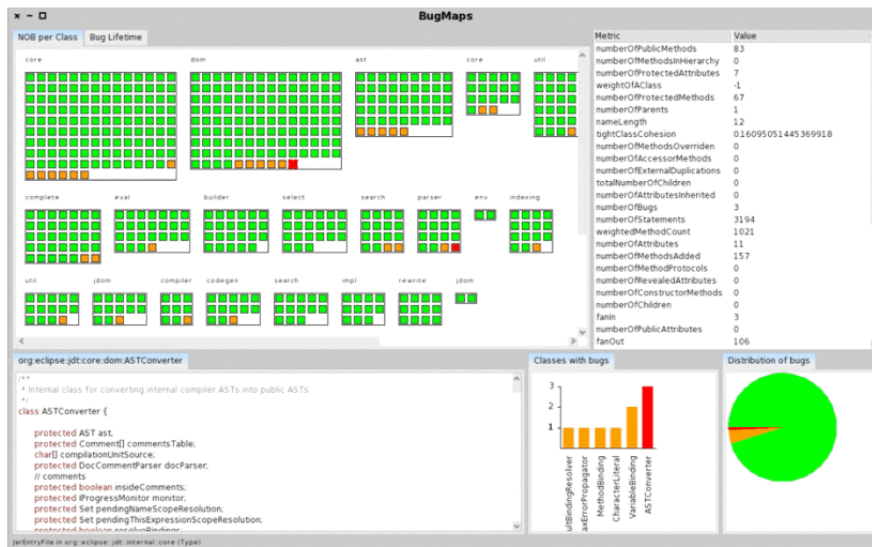 BugMaps
NOB per Class
Bug Lifetime
core
dom
ast
core
util
complete
eval
builder
select
search
parser
env
indexing
util
jdom
compiler
codegen
search
impl
rewrite
jdom
Metric Value
numberOfPublicMethods 83
numberOfMethodsInHierarchy 0
numberOfProtectedAttributes 7
weightOfAClass -1
numberOfProtectedMethods 67
numberOfParents 1
nameLength 12
tightClassCohesion 0.16095051445369918
numberOfMethodsOverriden 0
numberOfAccessorMethods 0
numberOfExternalDuplications 0
totalNumberOfChildren 0
numberOfAttributesInherited 0
numberOfBugs 3
numberOfStatements 3194
weightedMethodCount 1021
numberOfAttributes 11
numberOfMethodsAdded 157
numberOfMethodProtocols 0
numberOfRevealedAttributes 0
numberOfConstructorMethods 0
numberOfChildren 0
fanIn 3
numberOfPublicAttributes 0
fanOut 106
org::eclipse::jdt::core::dom::ASTConverter
/**
* Internal class for converting internal compiler ASTs into public ASTs
*/
class ASTConverter {
protected AST ast;
protected Comment[] commentsTable;
char[] compilationUnitSource;
protected DocCommentParser docParser;
// comments
protected boolean insideComments;
protected IProgressMonitor monitor;
protected Set pendingNameScopeResolution;
protected Set pendingThisExpressionScopeResolution;
protected boolean resolveBindings;
Classes with bugs
3
2
1
ultBindingResolver
axErrorPropagator
MethodBinding
CharacterLiteral
VariableBinding
ASTConverter
Distribution of bugs
JarEntryFile in org::eclipse::jdt::internal::core (Type)